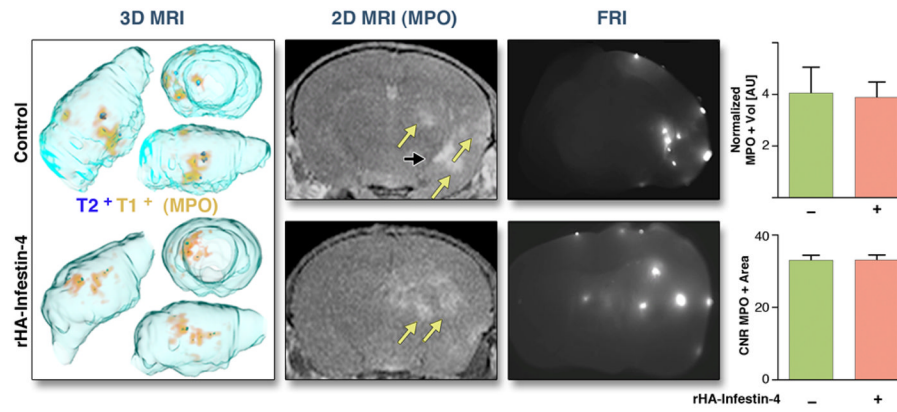 3D MRI
2D MRI (MPO)
FRI
Control
T2 + T1 + (MPO)
rHA-Infestin-4
Normalized
MPO + Vol [AU]
4
2
– +
CNR MPO + Area
40
20
0
rHA-Infestin-4 – +